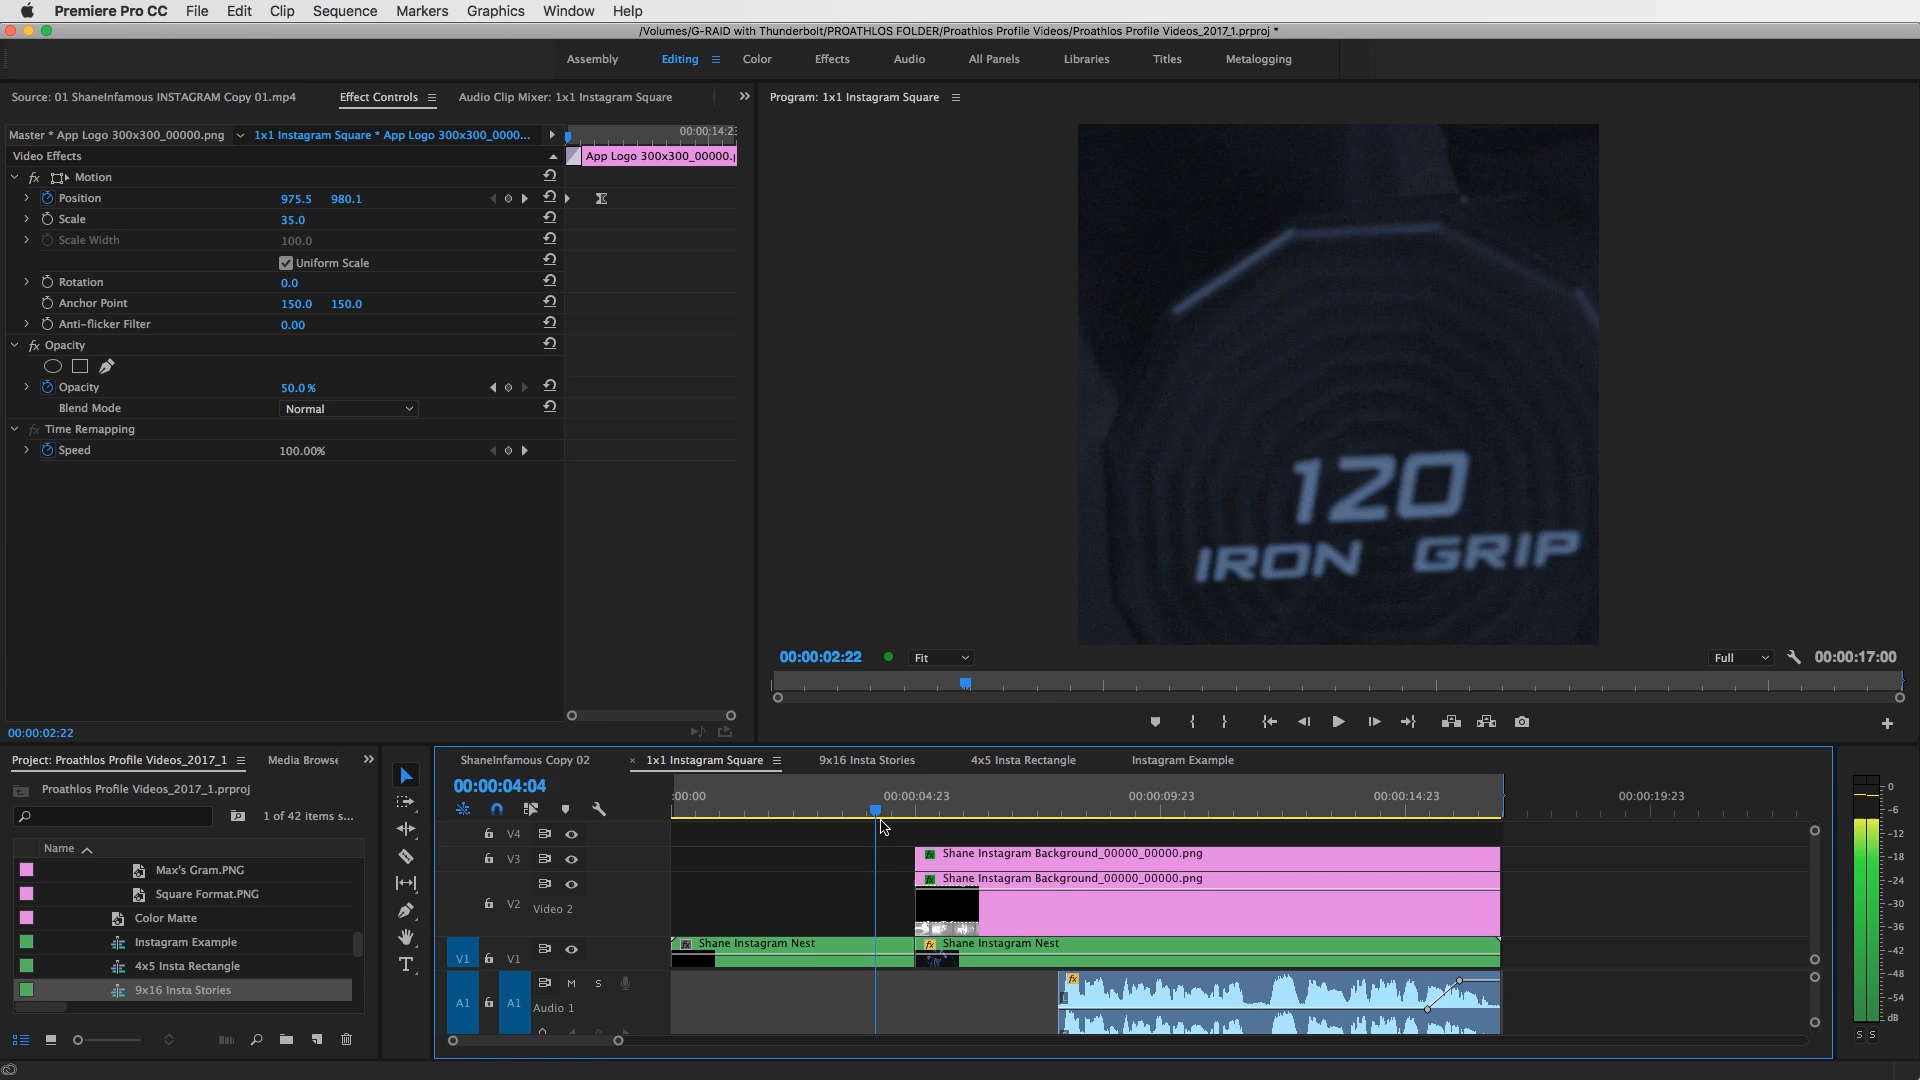 Premiere Pro CC File Edit Clip Sequence Markers Graphics Window Help
/Volumes/G-RAID with Thunderbolt/PROATHLOS FOLDER/Proathlos Profile Videos/Proathlos Profile Videos_2017_1.prproj *
Assembly Editing Color Effects Audio All Panels Libraries Titles Metalogging
Source: 01 ShaneInfamous INSTAGRAM Copy 01.mp4 Effect Controls Audio Clip Mixer: 1x1 Instagram Square
Program: 1x1 Instagram Square
Master * App Logo 300x300_00000.png 1x1 Instagram Square * App Logo 300x300_0000...
00:00:14:23
Video Effects
App Logo 300x300_00000.p
fx Motion
Position 975.5 980.1
Scale 35.0
Scale Width 100.0
Uniform Scale
Rotation 0.0
Anchor Point 150.0 150.0
Anti-flicker Filter 0.00
fx Opacity
Opacity 50.0 %
Blend Mode Normal
fx Time Remapping
Speed 100.00%
120
IRON GRIP
00:00:02:22 Fit Full 00:00:17:00
00:00:02:22
Project: Proathlos Profile Videos_2017_1 Media Browse
Proathlos Profile Videos_2017_1.prproj
1 of 42 items s...
Name
Max's Gram.PNG
Square Format.PNG
Color Matte
Instagram Example
4x5 Insta Rectangle
9x16 Insta Stories
ShaneInfamous Copy 02 × 1x1 Instagram Square 9x16 Insta Stories 4x5 Insta Rectangle Instagram Example
00:00:04:04
:00:00 00:00:04:23 00:00:09:23 00:00:14:23 00:00:19:23
V4
V3 fx Shane Instagram Background_00000_00000.png
fx Shane Instagram Background_00000_00000.png
V2 Video 2
fx Shane Instagram Nest fx Shane Instagram Nest
V1 V1
A1 A1 M S fx
L
Audio 1
0
-6
-12
-18
-24
-30
-36
-42
-48
-54
dB
S S